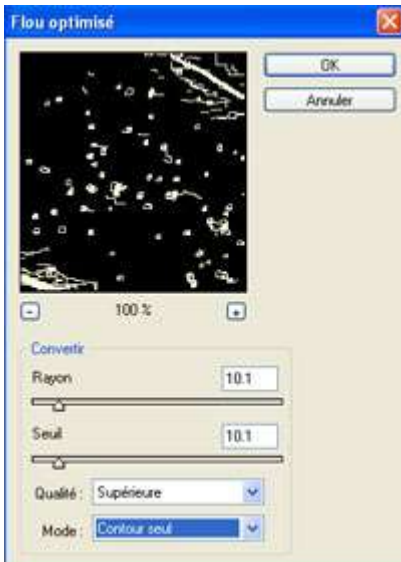 Flou optimisé
OK
Annuler
- 100 % +
Convertir
Rayon 10.1
Seuil 10.1
Qualité : Supérieure
Mode : Contour seul